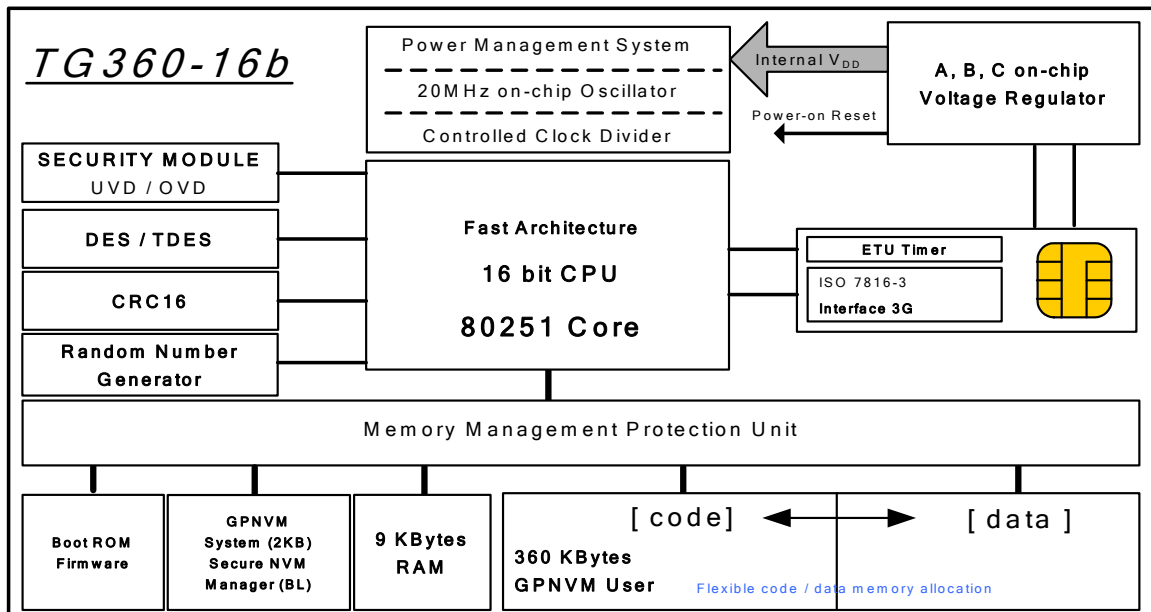 TG360-16b
Power Management System
20MHz on-chip Oscillator
Controlled Clock Divider
Internal VDD
Power-on Reset
A, B, C on-chip
Voltage Regulator
SECURITY MODULE
UVD / OVD
DES / TDES
CRC16
Random Number
Generator
Fast Architecture
16 bit CPU
80251 Core
ETU Timer
ISO 7816-3
Interface 3G
Memory Management Protection Unit
Boot ROM
Firmware
GPNVM
System (2KB)
Secure NVM
Manager (BL)
9 KBytes
RAM
[ code]
[ data ]
360 KBytes
GPNVM User
Flexible code / data memory allocation